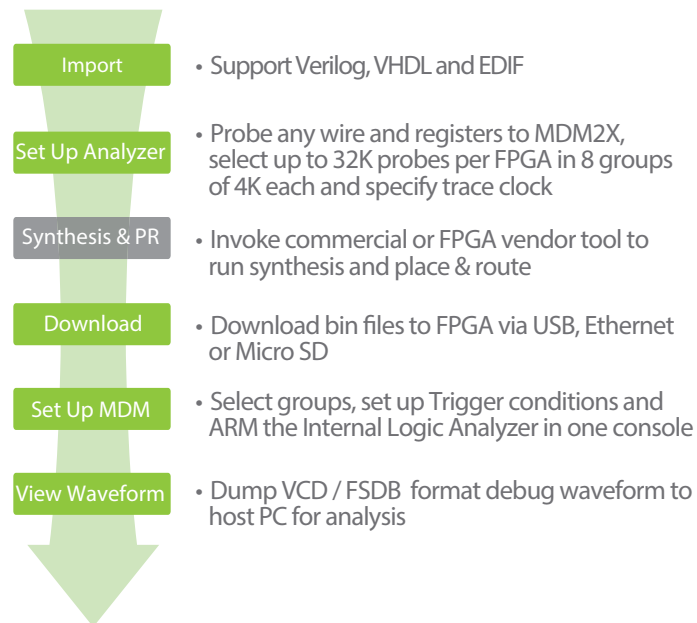 Import
• Support Verilog, VHDL and EDIF
Set Up Analyzer
• Probe any wire and registers to MDM2X,
select up to 32K probes per FPGA in 8 groups
of 4K each and specify trace clock
Synthesis & PR
• Invoke commercial or FPGA vendor tool to
run synthesis and place & route
Download
• Download bin files to FPGA via USB, Ethernet
or Micro SD
Set Up MDM
• Select groups, set up Trigger conditions and
ARM the Internal Logic Analyzer in one console
View Waveform
• Dump VCD / FSDB format debug waveform to
host PC for analysis